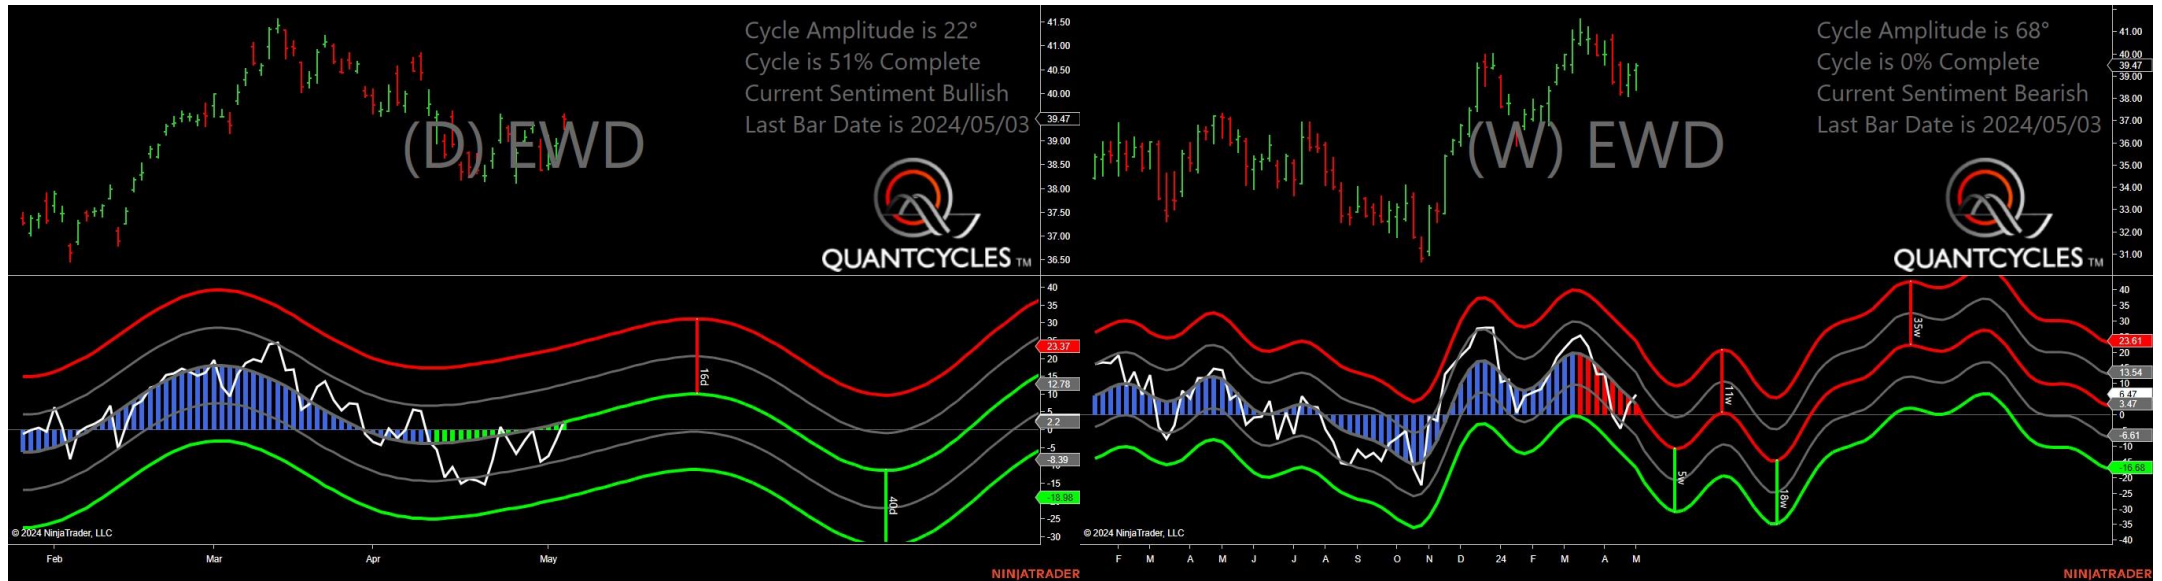 Cycle Amplitude is 22°
Cycle is 51% Complete
Current Sentiment Bullish
Last Bar Date is 2024/05/03
(D) EWD
QUANTCYCLES TM
41.50
41.00
40.50
40.00
39.47
39.00
38.50
38.00
37.50
37.00
36.50
40
35
30
23.37
20
15
12.78
10
5
2.2
0
-5
-8.39
-15
-18.98
-25
-30
16d
40d
© 2024 NinjaTrader, LLC
Feb
Mar
Apr
May
NINJATRADER
Cycle Amplitude is 68°
Cycle is 0% Complete
Current Sentiment Bearish
Last Bar Date is 2024/05/03
(W) EWD
QUANTCYCLES TM
41.00
40.00
39.47
39.00
38.00
37.00
36.00
35.00
34.00
33.00
32.00
31.00
40
35
30
23.61
20
13.54
10
6.47
3.47
0
-6.61
-10
-16.68
-20
-25
-30
-35
-40
5w
11w
18w
35w
© 2024 NinjaTrader, LLC
F M A M J J A S O N D 24 F M A M
NINJATRADER